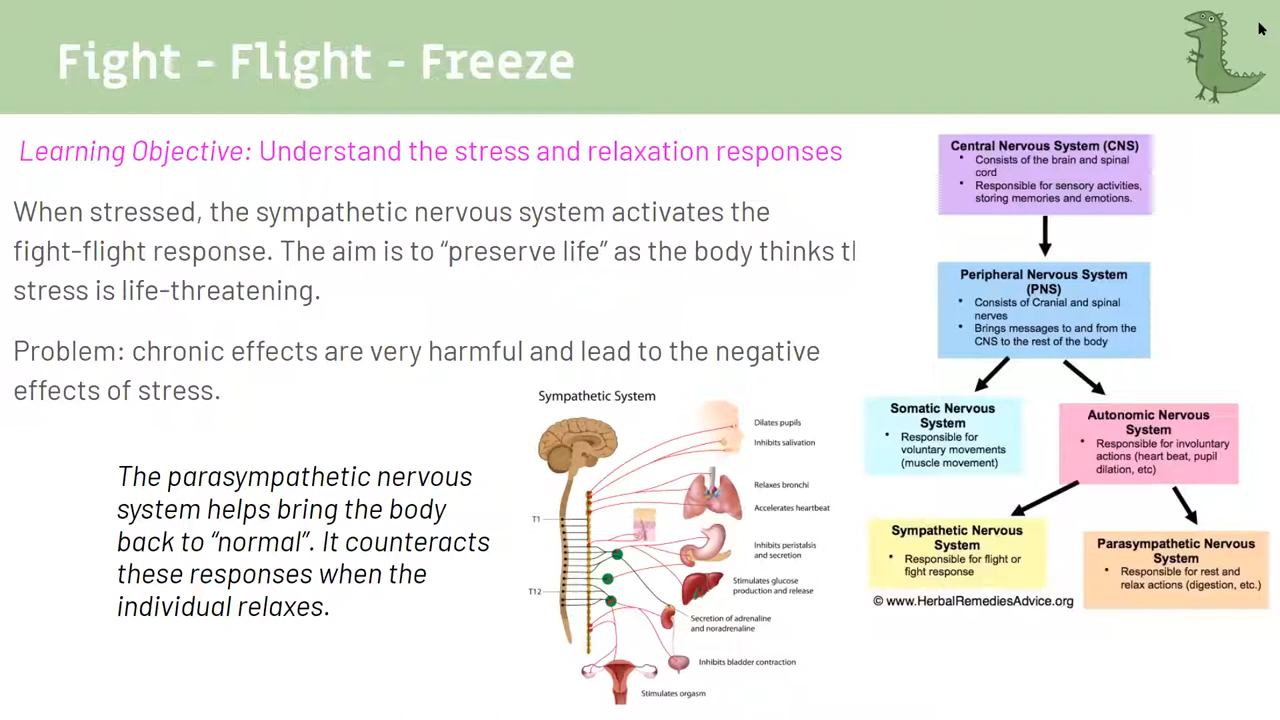 Fight - Flight - Freeze
Learning Objective: Understand the stress and relaxation responses
When stressed, the sympathetic nervous system activates the
fight-flight response. The aim is to “preserve life” as the body thinks
stress is life-threatening.
Problem: chronic effects are very harmful and lead to the negative
effects of stress.
The parasympathetic nervous
system helps bring the body
back to “normal”. It counteracts
these responses when the
individual relaxes.
Sympathetic System
Dilates pupils
Inhibits salivation
Relaxes bronchi
Accelerates heartbeat
T1
Inhibits peristalsis
and secretion
Stimulates glucose
production and release
T12
Secretion of adrenaline
and noradrenaline
Inhibits bladder contraction
Stimulates orgasm
Central Nervous System (CNS)
• Consists of the brain and spinal
cord
• Responsible for sensory activities,
storing memories and emotions.
Peripheral Nervous System
(PNS)
• Consists of Cranial and spinal
nerves
• Brings messages to and from the
CNS to the rest of the body
Somatic Nervous
System
• Responsible for
voluntary movements
(muscle movement)
Autonomic Nervous
System
• Responsible for involuntary
actions (heart beat, pupil
dilation, etc)
Sympathetic Nervous
System
• Responsible for flight or
fight response
Parasympathetic Nervous
System
• Responsible for rest and
relax actions (digestion, etc.)
© www.HerbalRemediesAdvice.org